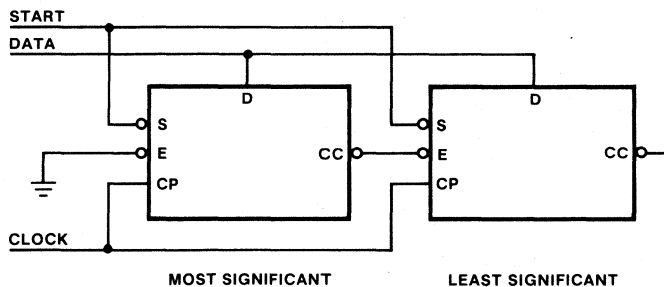 START
DATA
D
D
S
S
E
CC
E
CC
CP
CP
CLOCK
MOST SIGNIFICANT
LEAST SIGNIFICANT